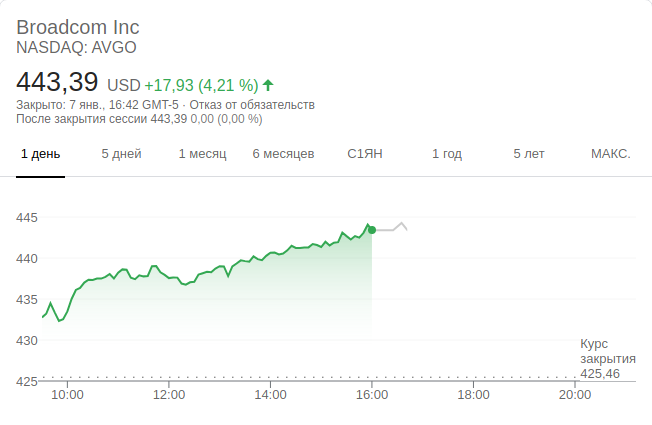 Broadcom Inc
NASDAQ: AVGO
443,39 USD +17,93 (4,21 %)
Закрыто: 7 янв., 16:42 GMT-5 · Отказ от обязательств
После закрытия сессии 443,39 0,00 (0,00 %)
1 день 5 дней 1 месяц 6 месяцев С1ЯН 1 год 5 лет МАКС.
445
440
435
430
Курс
закрытия
425,46
425
10:00 12:00 14:00 16:00 18:00 20:00